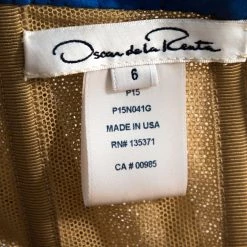 Oscar de la Renta
6
P15
P15N041G
MADE IN USA
RN# 135371
CA # 00985